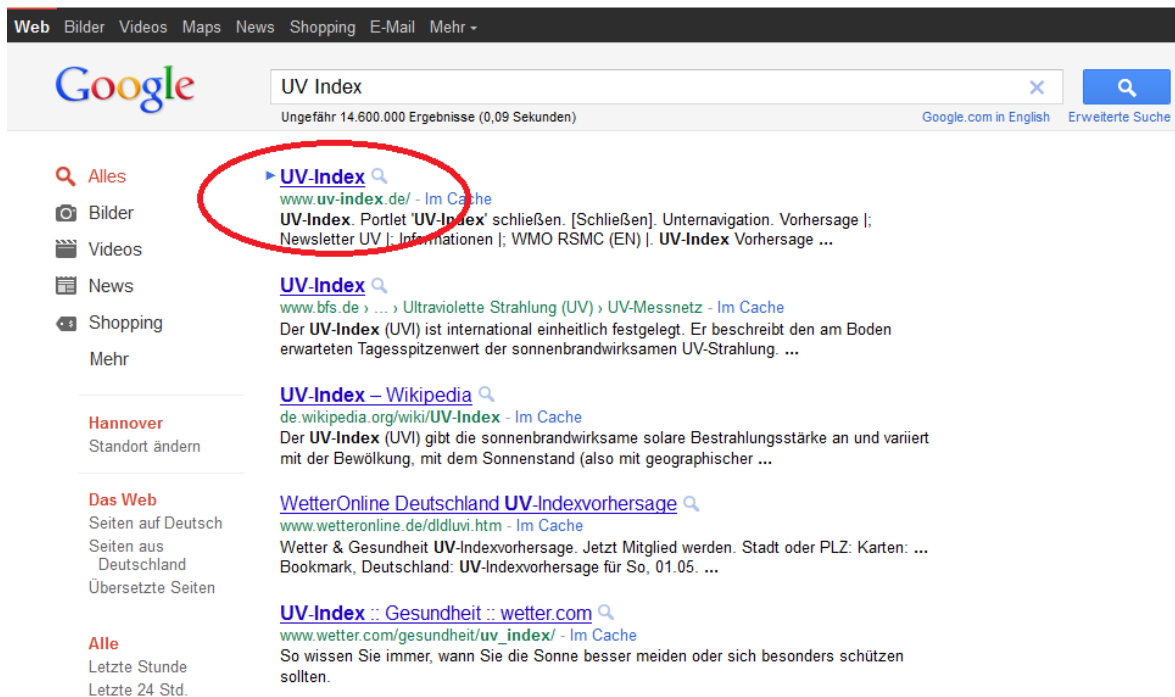 Web Bilder Videos Maps News Shopping E-Mail Mehr
Google
UV Index
Ungefähr 14.600.000 Ergebnisse (0,09 Sekunden)
Google.com in English Erweiterte Suche
Alles
Bilder
Videos
News
Shopping
Mehr
Hannover
Standort ändern
Das Web
Seiten auf Deutsch
Seiten aus
Deutschland
Übersetzte Seiten
Alle
Letzte Stunde
Letzte 24 Std.
UV-Index
www.uv-index.de/ - Im Cache
UV-Index. Portlet 'UV-Index' schließen. [Schließen]. Unternavigation. Vorhersage |;
Newsletter UV |; Informationen |; WMO RSMC (EN) |. UV-Index Vorhersage ...
UV-Index
www.bfs.de › ... › Ultraviolette Strahlung (UV) › UV-Messnetz - Im Cache
Der UV-Index (UVI) ist international einheitlich festgelegt. Er beschreibt den am Boden
erwarteten Tagesspitzenwert der sonnenbrandwirksamen UV-Strahlung. ...
UV-Index – Wikipedia
de.wikipedia.org/wiki/UV-Index - Im Cache
Der UV-Index (UVI) gibt die sonnenbrandwirksame solare Bestrahlungsstärke an und variiert
mit der Bewölkung, mit dem Sonnenstand (also mit geographischer ...
WetterOnline Deutschland UV-Indexvorhersage
www.wetteronline.de/dldluvi.htm - Im Cache
Wetter & Gesundheit UV-Indexvorhersage. Jetzt Mitglied werden. Stadt oder PLZ: Karten: ...
Bookmark, Deutschland: UV-Indexvorhersage für So, 01.05. ...
UV-Index :: Gesundheit :: wetter.com
www.wetter.com/gesundheit/uv_index/ - Im Cache
So wissen Sie immer, wann Sie die Sonne besser meiden oder sich besonders schützen
sollten.